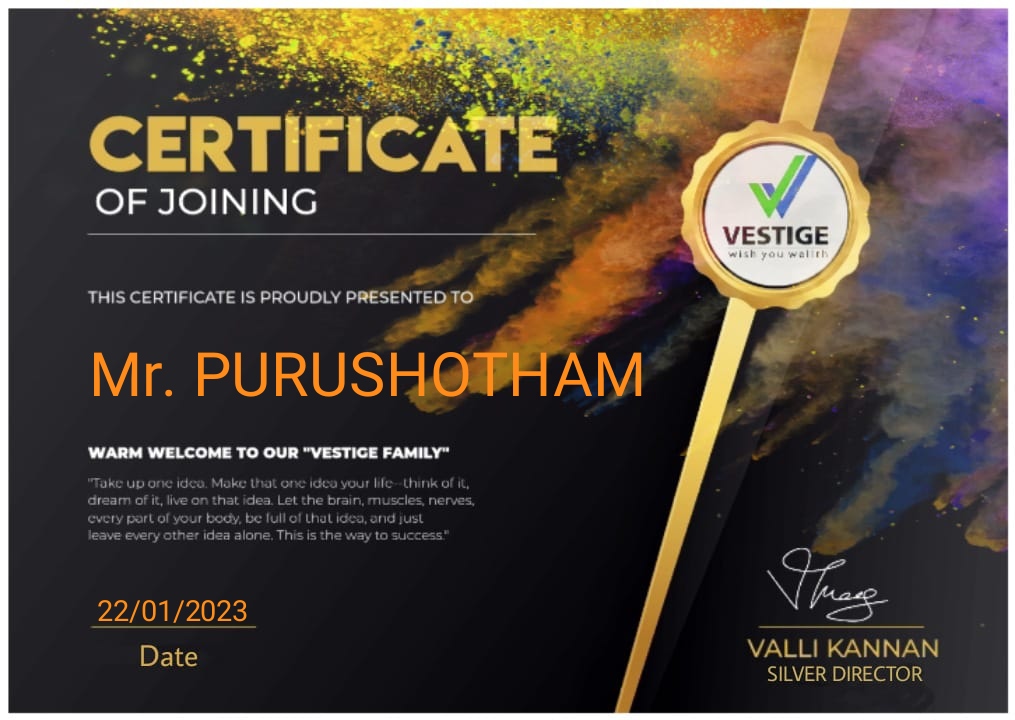 CERTIFICATE
OF JOINING
VESTIGE
wish you wellth
THIS CERTIFICATE IS PROUDLY PRESENTED TO
Mr. PURUSHOTHAM
WARM WELCOME TO OUR "VESTIGE FAMILY"
"Take up one idea. Make that one idea your life--think of it,
dream of it, live on that idea. Let the brain, muscles, nerves,
every part of your body, be full of that idea, and just
leave every other idea alone. This is the way to success."
22/01/2023
Date
VALLI KANNAN
SILVER DIRECTOR